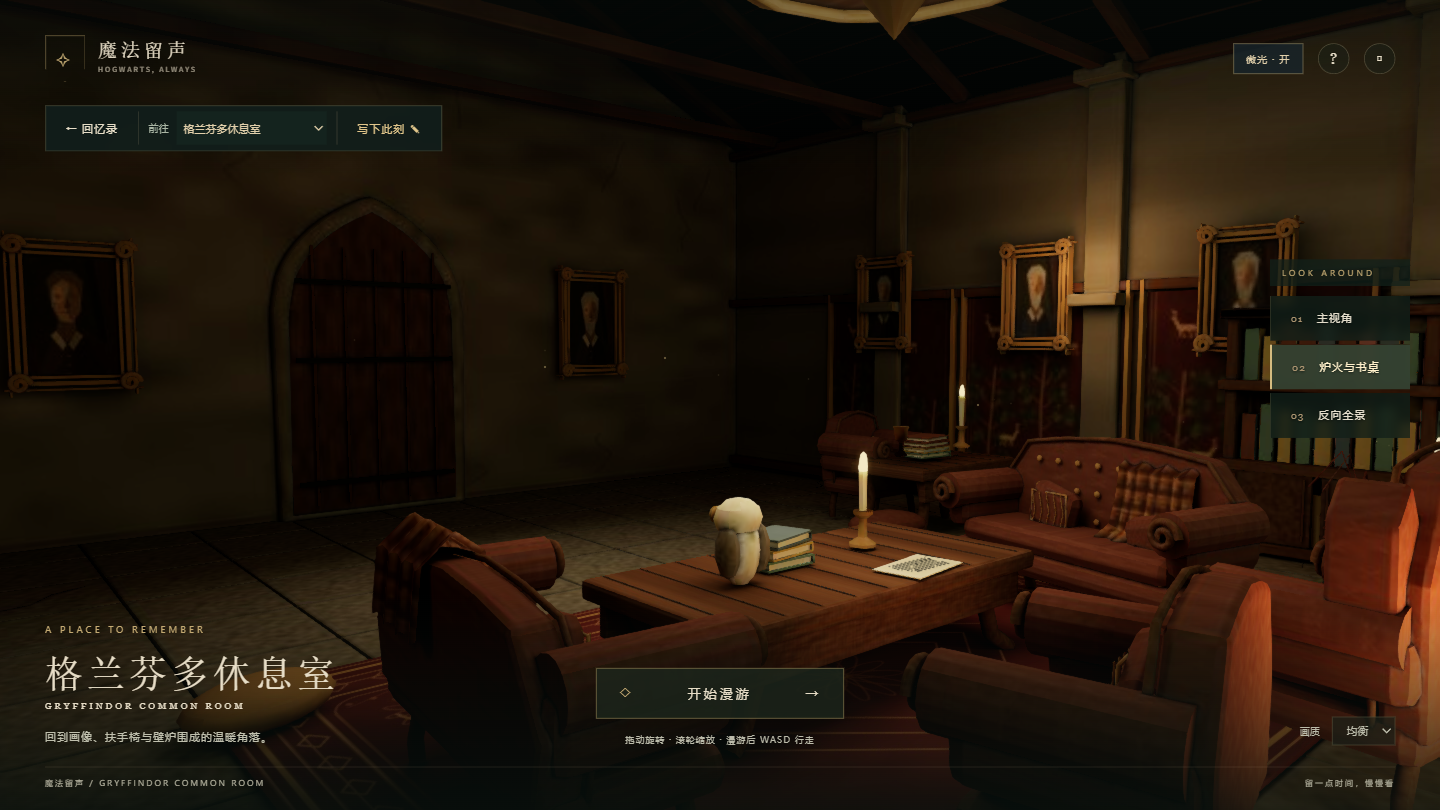 魔法留声
HOGWARTS, ALWAYS
微光 · 开
?
← 回忆录
前往
格兰芬多休息室
写下此刻
LOOK AROUND
01 主视角
02 炉火与书桌
03 反向全景
A PLACE TO REMEMBER
格兰芬多休息室
GRYFFINDOR COMMON ROOM
回到画像、扶手椅与壁炉围成的温暖角落。
开始漫游 →
拖动旋转 · 滚轮缩放 · 漫游后 WASD 行走
画质
均衡
魔法留声 / GRYFFINDOR COMMON ROOM
留一点时间，慢慢看